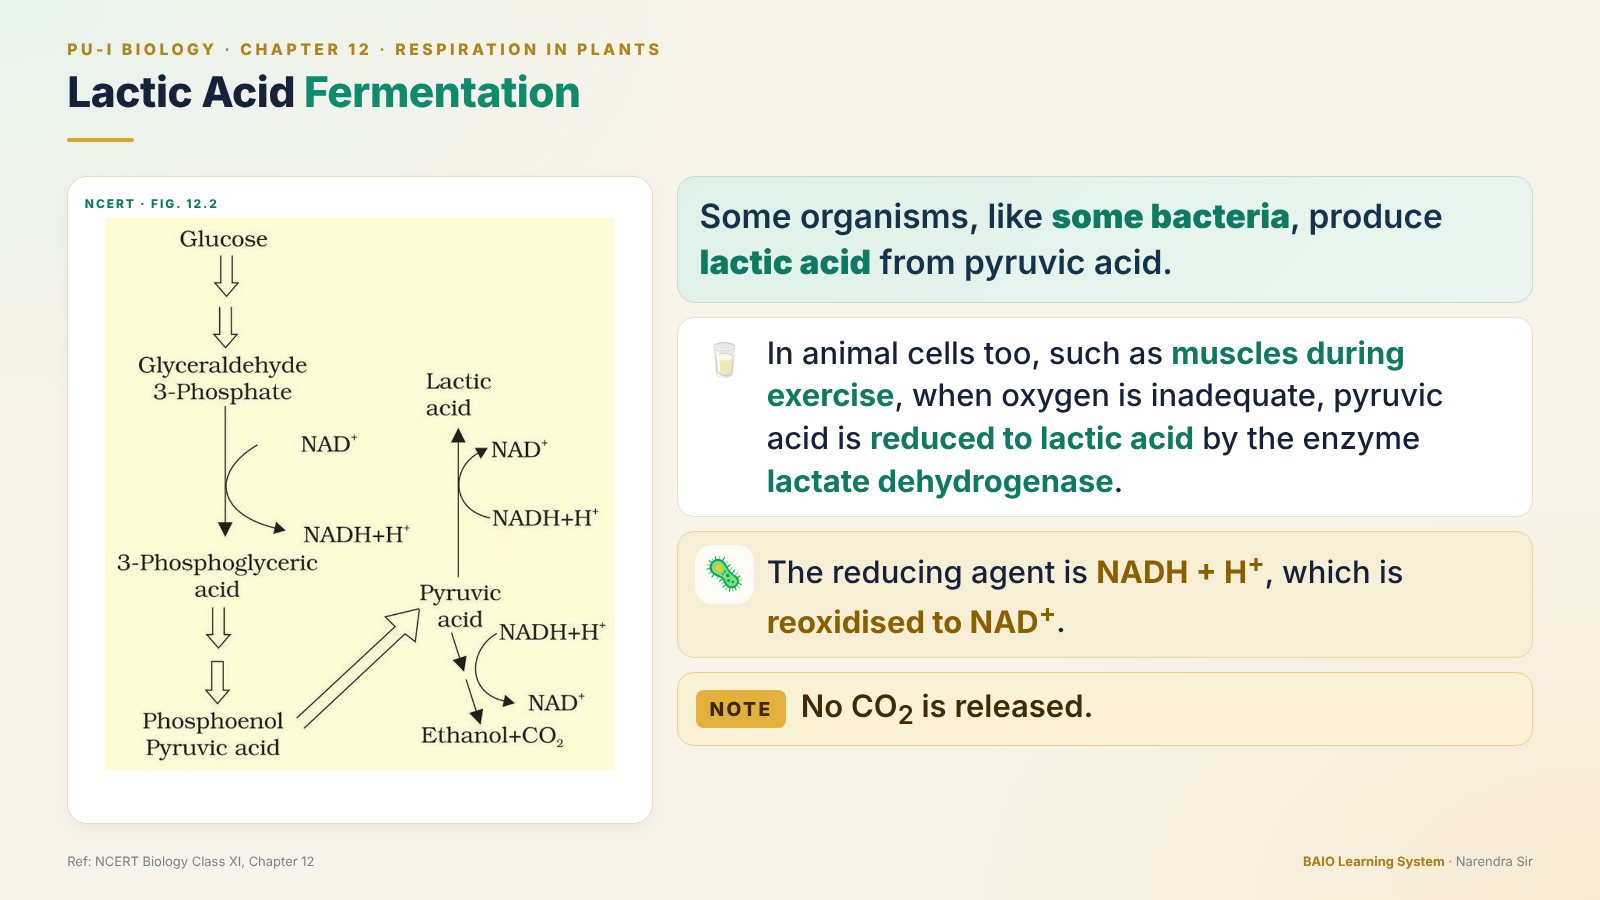 PU-I BIOLOGY · CHAPTER 12 · RESPIRATION IN PLANTS
Lactic Acid Fermentation
NCERT · FIG. 12.2
Glucose
Glyceraldehyde
3-Phosphate
NAD⁺
NADH+H⁺
3-Phosphoglyceric
acid
Phosphoenol
Pyruvic acid
Lactic
acid
NAD⁺
NADH+H⁺
Pyruvic
acid
NADH+H⁺
NAD⁺
Ethanol+CO₂
Some organisms, like some bacteria, produce
lactic acid from pyruvic acid.
In animal cells too, such as muscles during
exercise, when oxygen is inadequate, pyruvic
acid is reduced to lactic acid by the enzyme
lactate dehydrogenase.
The reducing agent is NADH + H⁺, which is
reoxidised to NAD⁺.
NOTE No CO₂ is released.
Ref: NCERT Biology Class XI, Chapter 12
BAIO Learning System · Narendra Sir